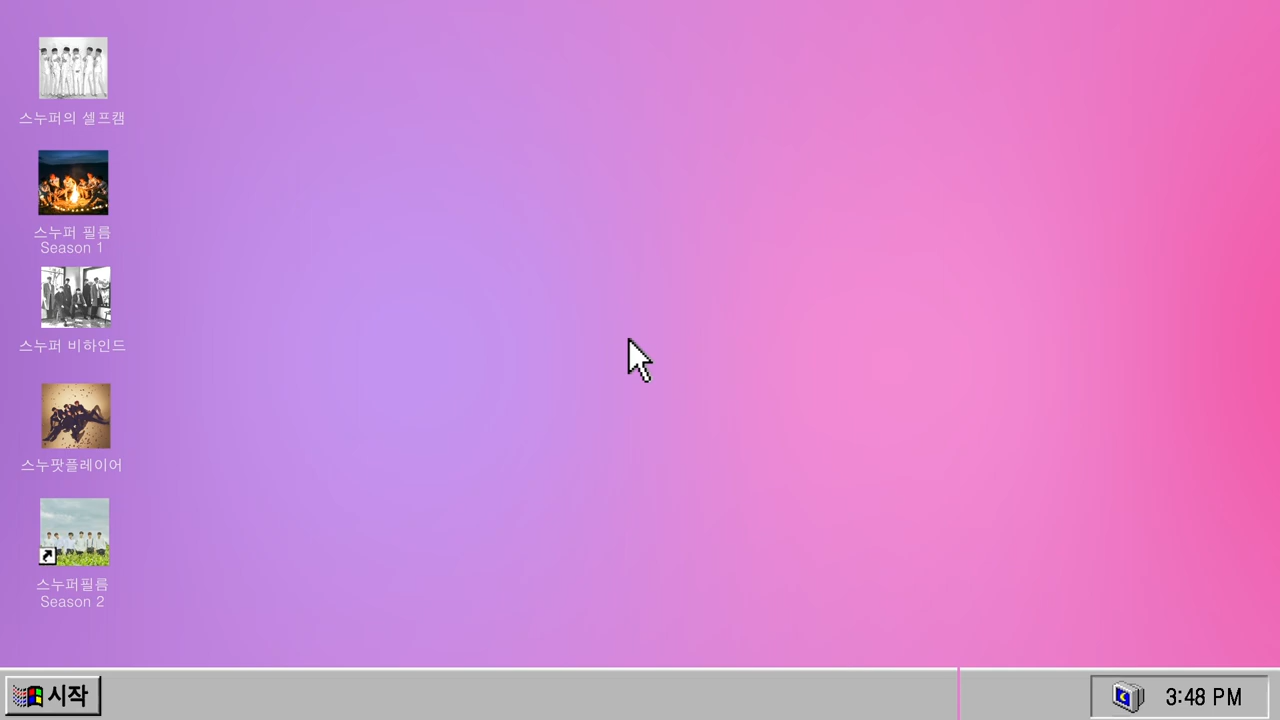 스누퍼의 셀프캠
스누퍼 필름
Season 1
스누퍼 비하인드
스누팟플레이어
스누퍼필름
Season 2
시작
3:48 PM